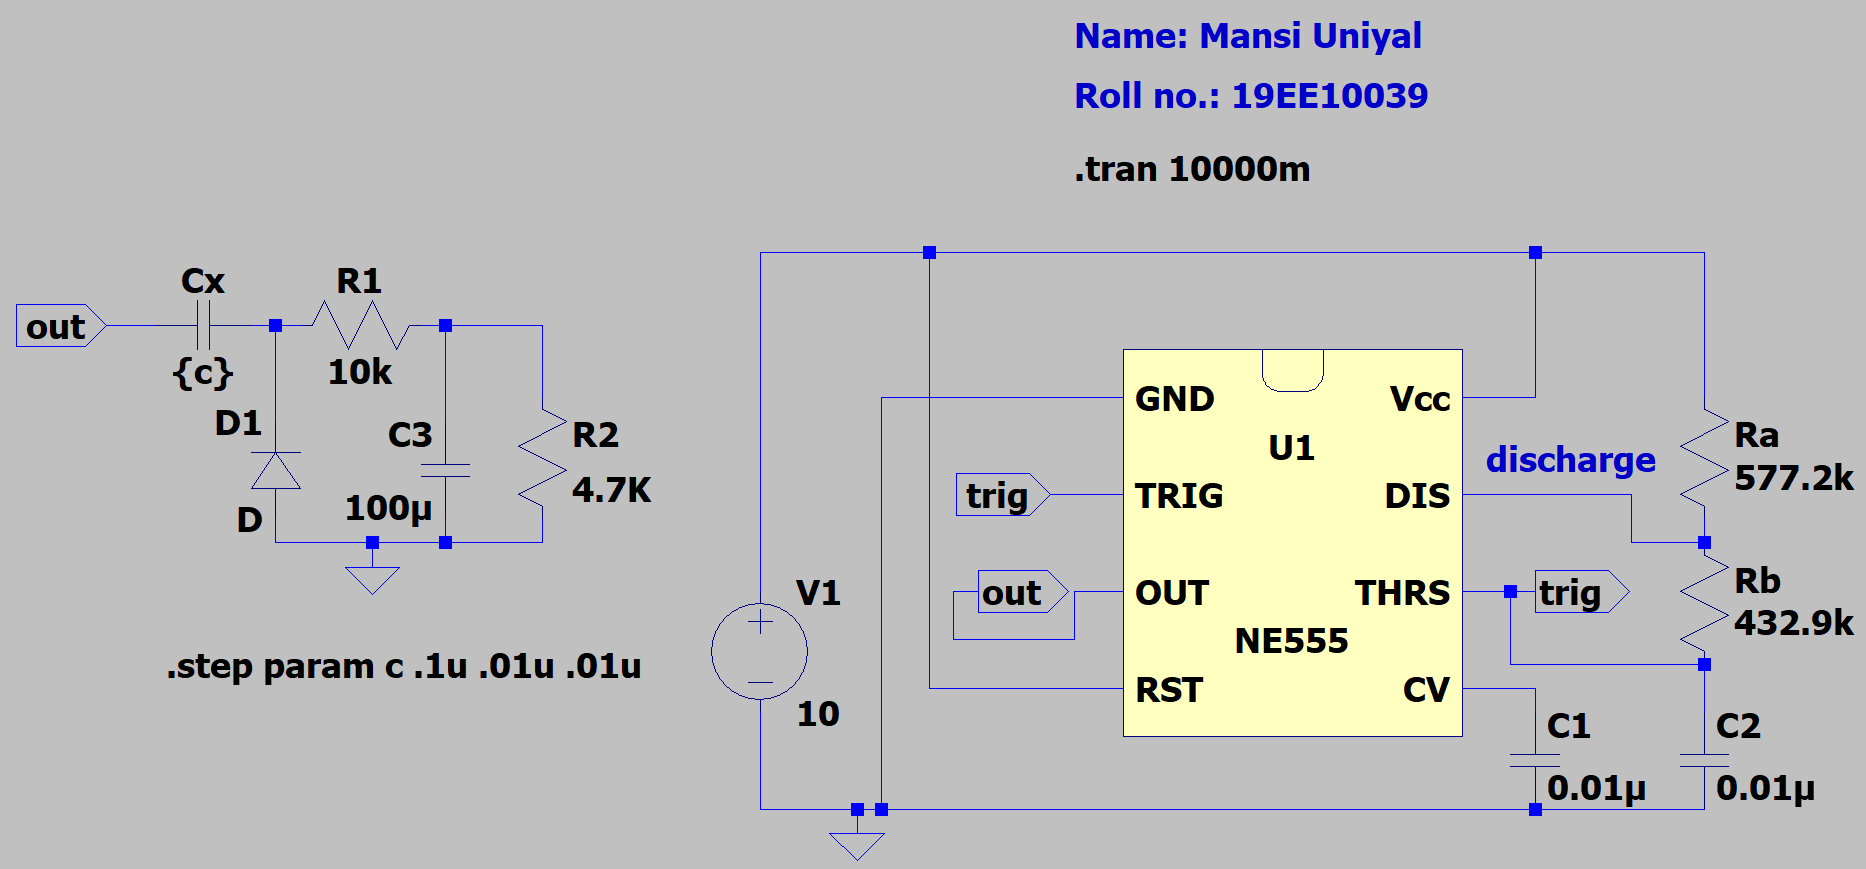 Name: Mansi Uniyal
Roll no.: 19EE10039
.tran 10000m
out
Cx
{c}
R1
10k
D1
D
C3
100µ
R2
4.7K
.step param c .1u .01u .01u
V1
10
trig
out
GND
TRIG
OUT
RST
U1
NE555
Vcc
DIS
THRS
CV
discharge
trig
Ra
577.2k
Rb
432.9k
C1
0.01µ
C2
0.01µ